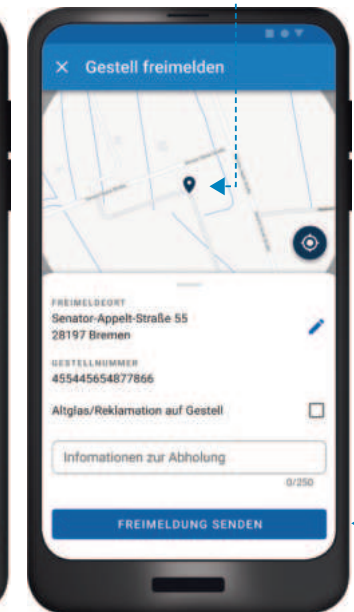 × Gestell freimelden
FREIMELDEORT
Senator-Appelt-Straße 55
28197 Bremen
GESTELLNUMMER
455445654877866
Altglas/Reklamation auf Gestell
Infomationen zur Abholung
0/250
FREIMELDUNG SENDEN